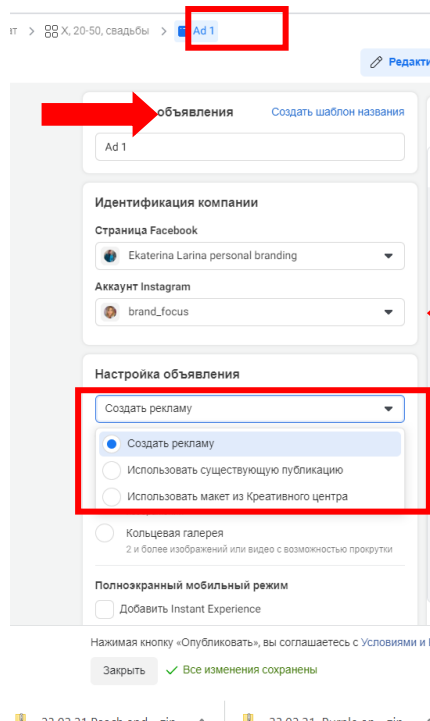 > X, 20-50, свадьбы > Ad 1
объявления Создать шаблон названия
Ad 1
Идентификация компании
Страница Facebook
Ekaterina Larina personal branding
Аккаунт Instagram
brand_focus
Настройка объявления
Создать рекламу
Создать рекламу
Использовать существующую публикацию
Использовать макет из Креативного центра
Кольцевая галерея
2 и более изображений или видео с возможностью прокрутки
Полноэкранный мобильный режим
Добавить Instant Experience
Нажимая кнопку «Опубликовать», вы соглашаетесь с Условиями и
Закрыть Все изменения сохранены